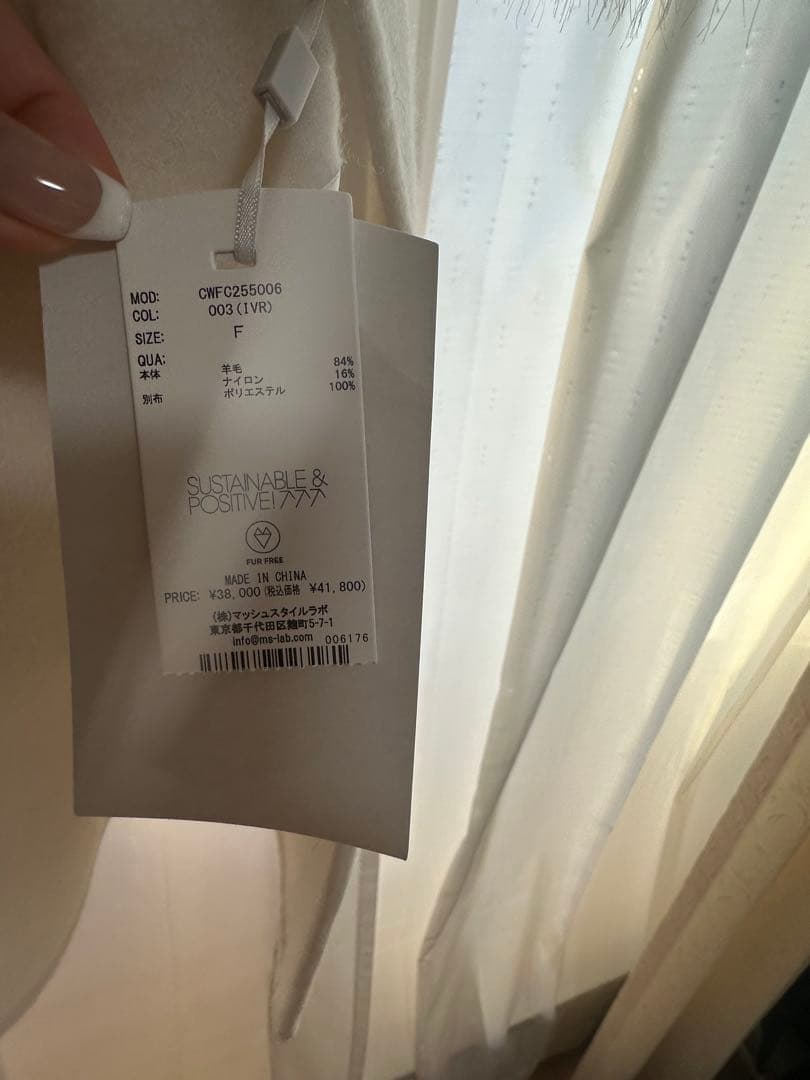 MOD: CWFC255006
COL: 003(IVR)
SIZE: F
QUA:
本体 羊毛 84%
ナイロン 16%
別布 ポリエステル 100%
SUSTAINABLE &
POSITIVE!
FUR FREE
MADE IN CHINA
PRICE: ¥38,000(税込価格 ¥41,800)
(株)マッシュスタイルラボ
東京都千代田区麹町5-7-1
info@ms-lab.com 006176